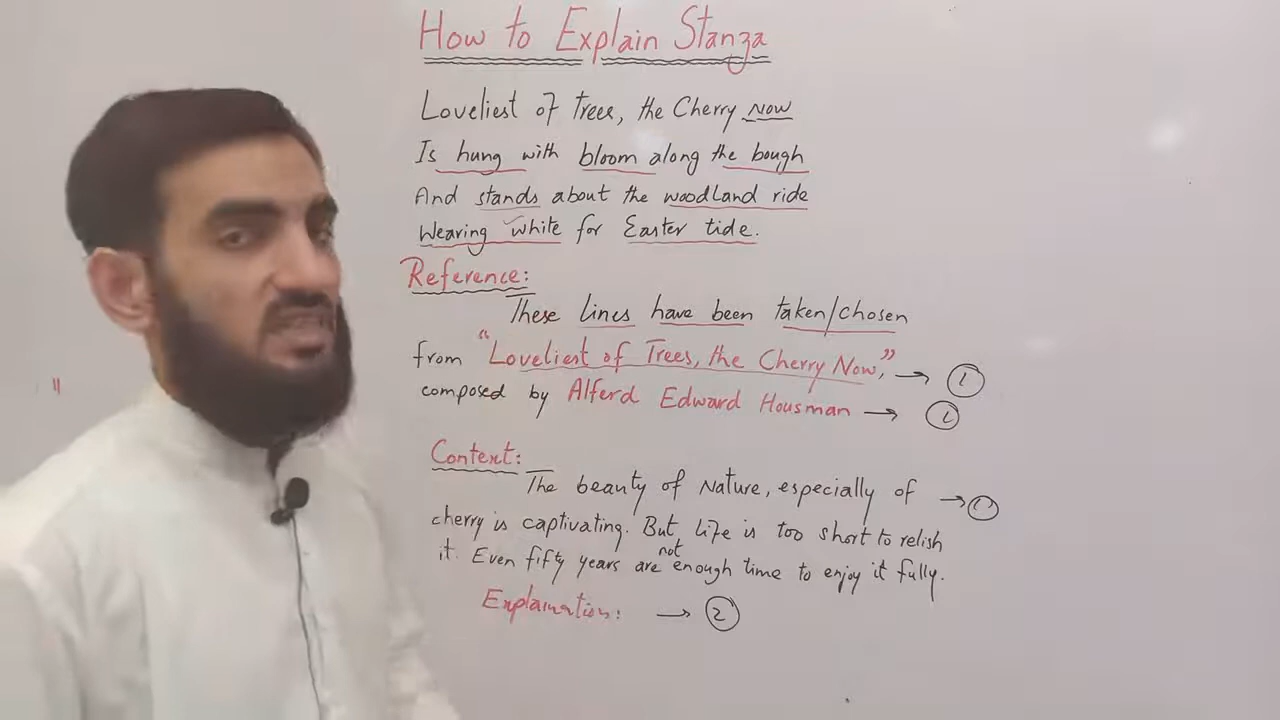 How to Explain Stanza
Loveliest of Trees, the Cherry Now
Is hung with bloom along the bough
And stands about the woodland ride
Wearing white for Easter tide.
Reference:
These lines have been taken/chosen
from "Loveliest of Trees, the Cherry Now," → 1
composed by Alferd Edward Housman → 1
Context:
The beauty of Nature, especially of → 1
cherry is captivating. But life is too short to relish
it. Even fifty years are not enough time to enjoy it fully.
Explanation: → 2